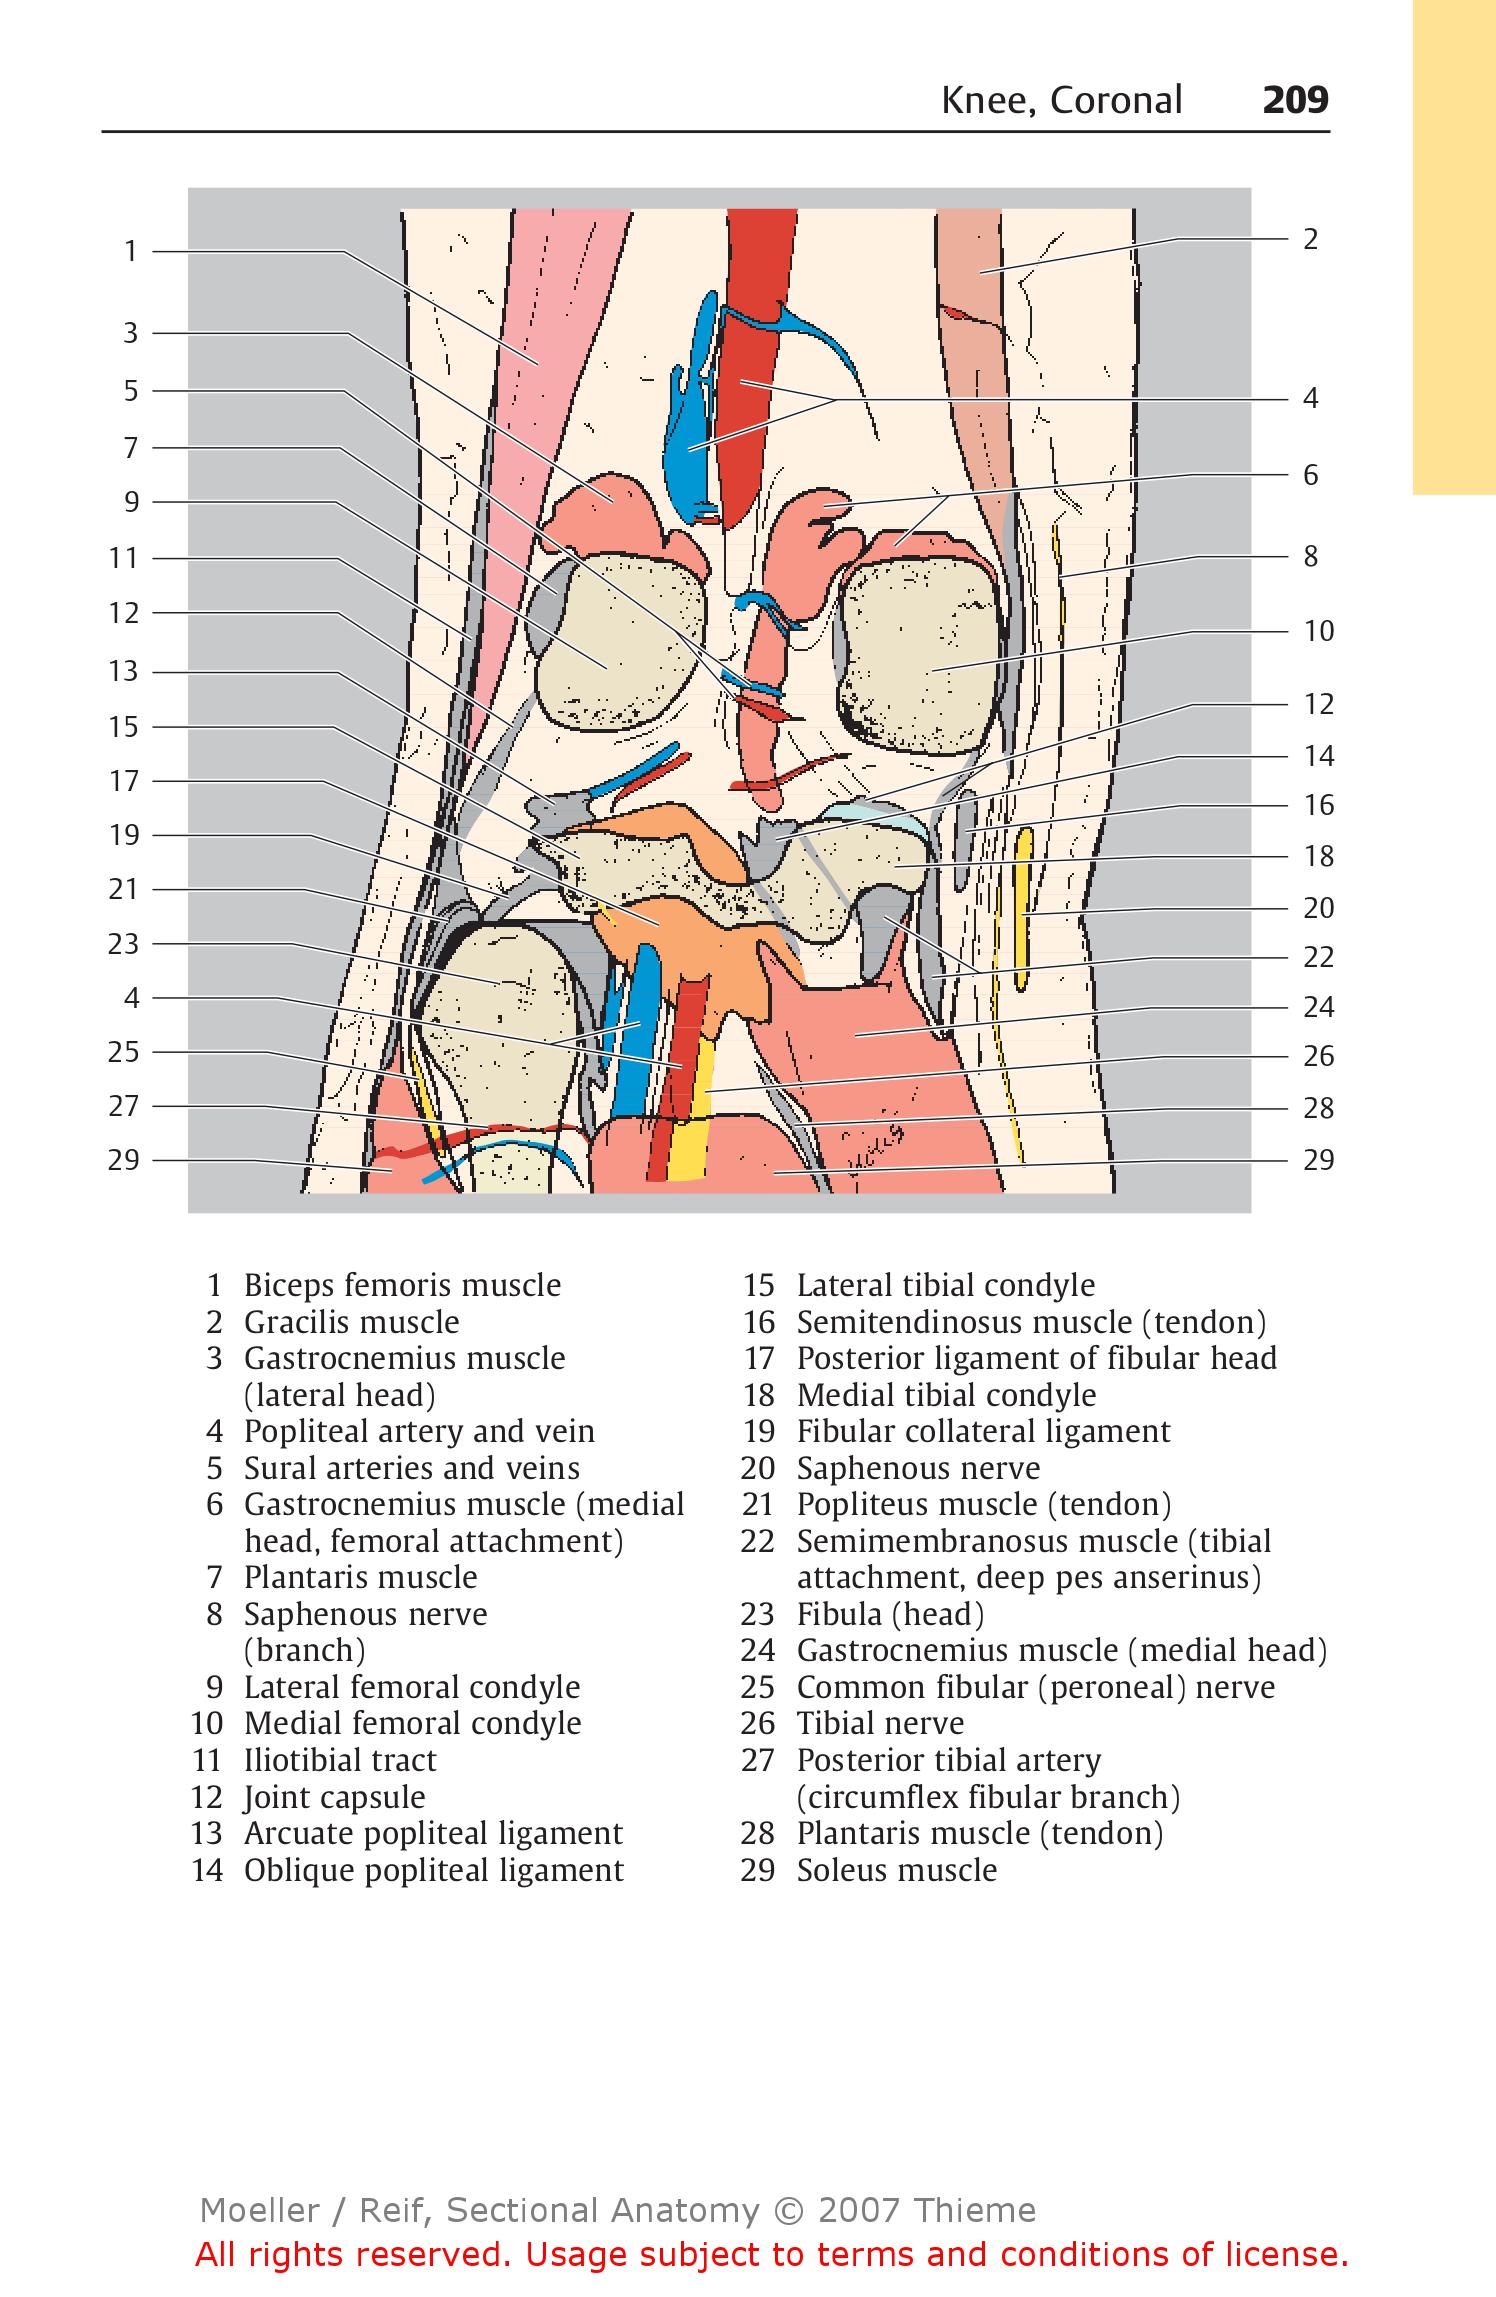 Knee, Coronal 209
1
2
3
4
5
7
6
9
8
11
12
10
13
12
15
14
17
16
19
18
21
20
23
22
4
24
25
26
27
28
29
29
1 Biceps femoris muscle
2 Gracilis muscle
3 Gastrocnemius muscle
(lateral head)
4 Popliteal artery and vein
5 Sural arteries and veins
6 Gastrocnemius muscle (medial
head, femoral attachment)
7 Plantaris muscle
8 Saphenous nerve
(branch)
9 Lateral femoral condyle
10 Medial femoral condyle
11 Iliotibial tract
12 Joint capsule
13 Arcuate popliteal ligament
14 Oblique popliteal ligament
15 Lateral tibial condyle
16 Semitendinosus muscle (tendon)
17 Posterior ligament of fibular head
18 Medial tibial condyle
19 Fibular collateral ligament
20 Saphenous nerve
21 Popliteus muscle (tendon)
22 Semimembranosus muscle (tibial
attachment, deep pes anserinus)
23 Fibula (head)
24 Gastrocnemius muscle (medial head)
25 Common fibular (peroneal) nerve
26 Tibial nerve
27 Posterior tibial artery
(circumflex fibular branch)
28 Plantaris muscle (tendon)
29 Soleus muscle
Moeller / Reif, Sectional Anatomy © 2007 Thieme
All rights reserved. Usage subject to terms and conditions of license.